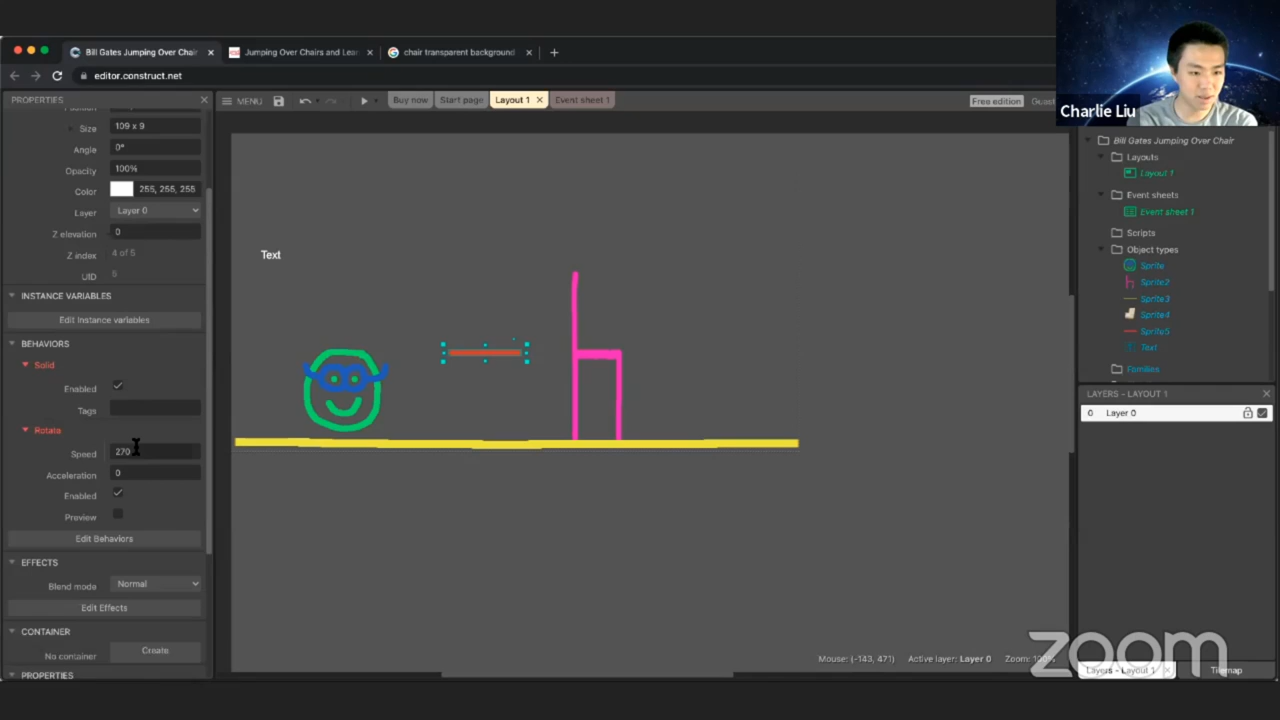 Bill Gates Jumping Over Chair
Jumping Over Chairs and Lear
chair transparent background
editor.construct.net
Charlie Liu
PROPERTIES
MENU
Buy now
Start page
Layout 1
Event sheet 1
Free edition
Size 109 x 9
Angle 0°
Opacity 100%
Color 255, 255, 255
Layer Layer 0
Z elevation 0
Z index 4 of 5
UID 5
INSTANCE VARIABLES
Edit Instance variables
BEHAVIORS
Solid
Enabled
Tags
Rotate
Speed 270
Acceleration 0
Enabled
Preview
Edit Behaviors
EFFECTS
Blend mode Normal
Edit Effects
CONTAINER
No container Create
PROPERTIES
Text
Bill Gates Jumping Over Chair
Layouts
Layout 1
Event sheets
Event sheet 1
Scripts
Object types
Sprite
Sprite2
Sprite3
Sprite4
Sprite5
Text
Families
LAYERS - LAYOUT 1
0 Layer 0
Mouse: (-143, 471) Active layer: Layer 0 Zoom: 100%
Layers - Layout 1
Tilemap
zoom